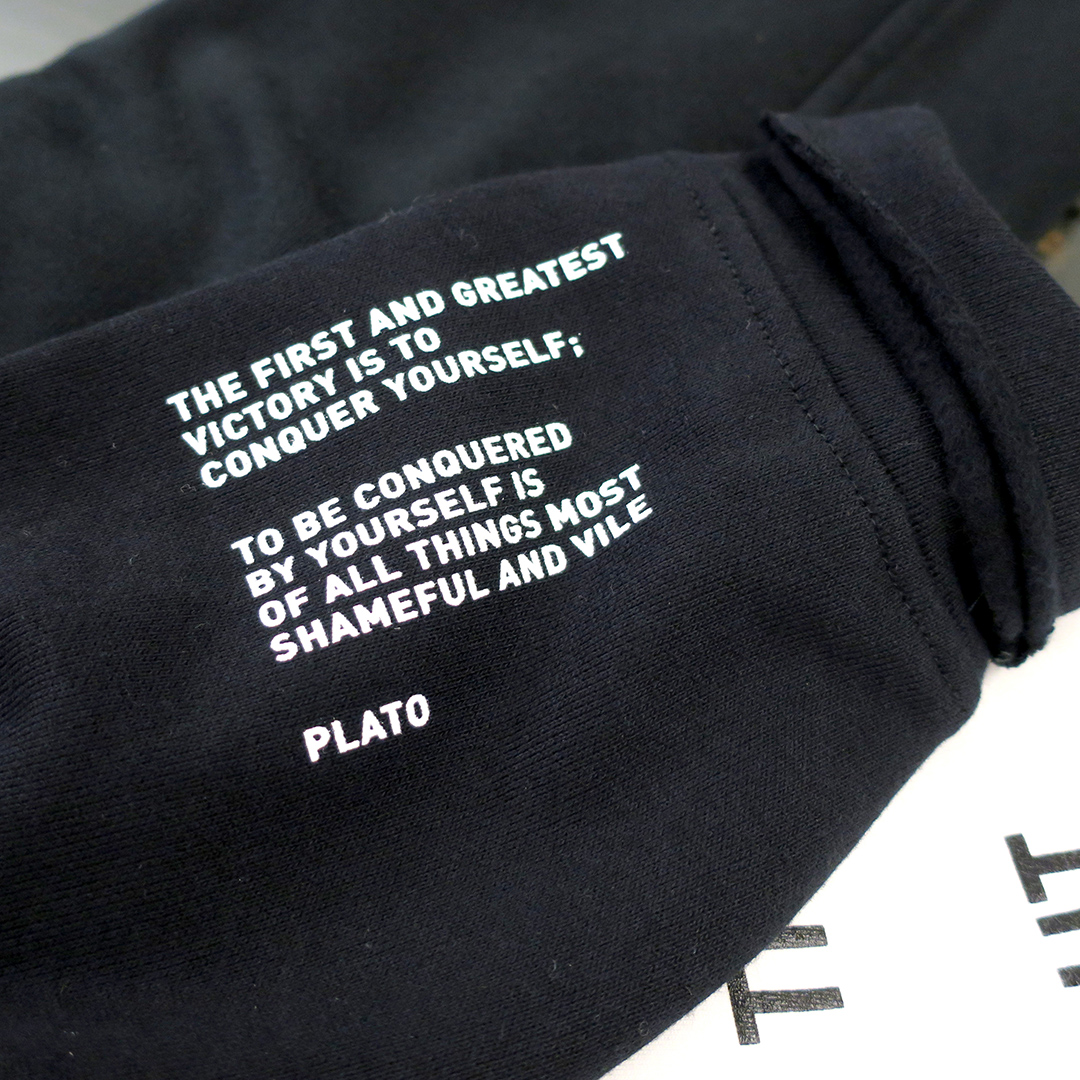 THE FIRST AND GREATEST
VICTORY IS TO
CONQUER YOURSELF;
TO BE CONQUERED
BY YOURSELF IS
OF ALL THINGS MOST
SHAMEFUL AND VILE
PLATO